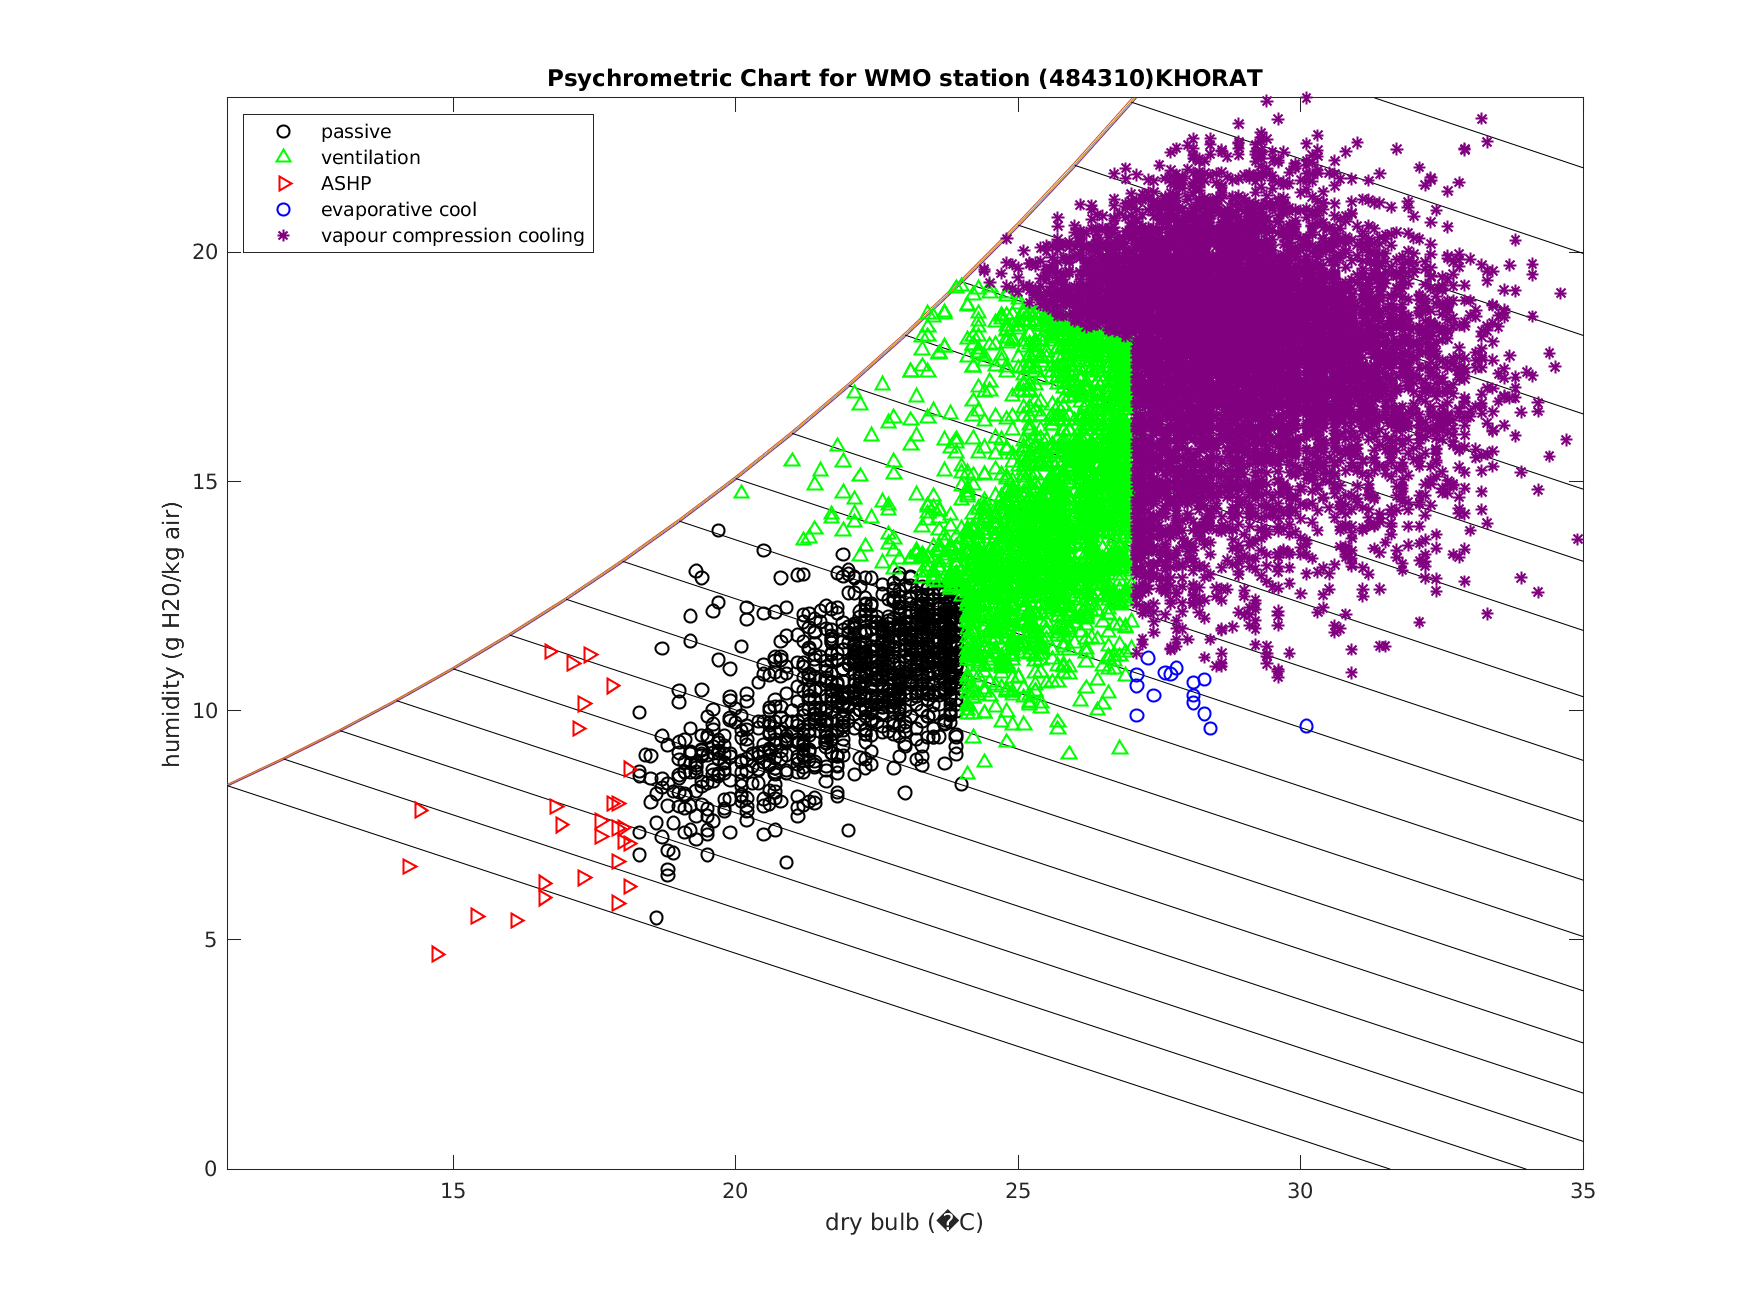 Psychrometric Chart for WMO station (484310)KHORAT
passive
ventilation
ASHP
evaporative cool
vapour compression cooling
humidity (g H20/kg air)
20
15
10
5
0
15
20
25
30
35
dry bulb (�C)